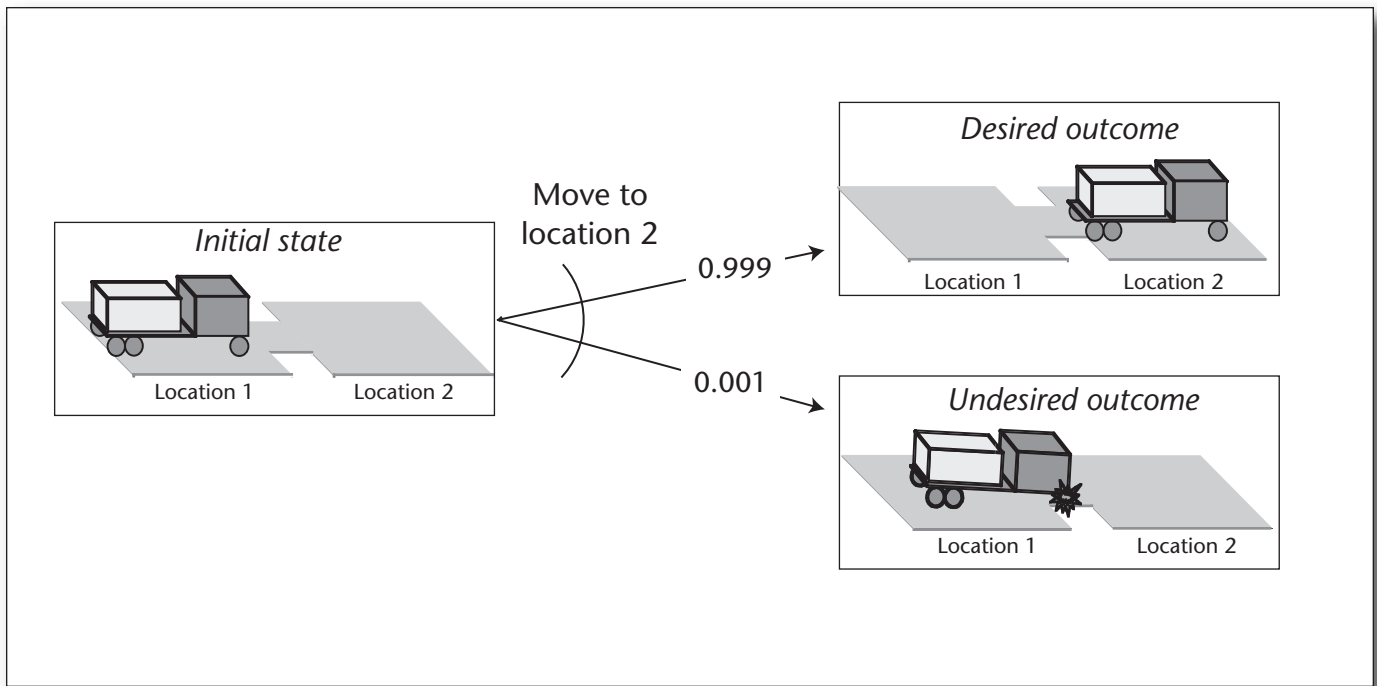 Initial state
Location 1
Location 2
Move to
location 2
0.999
0.001
Desired outcome
Location 1
Location 2
Undesired outcome
Location 1
Location 2